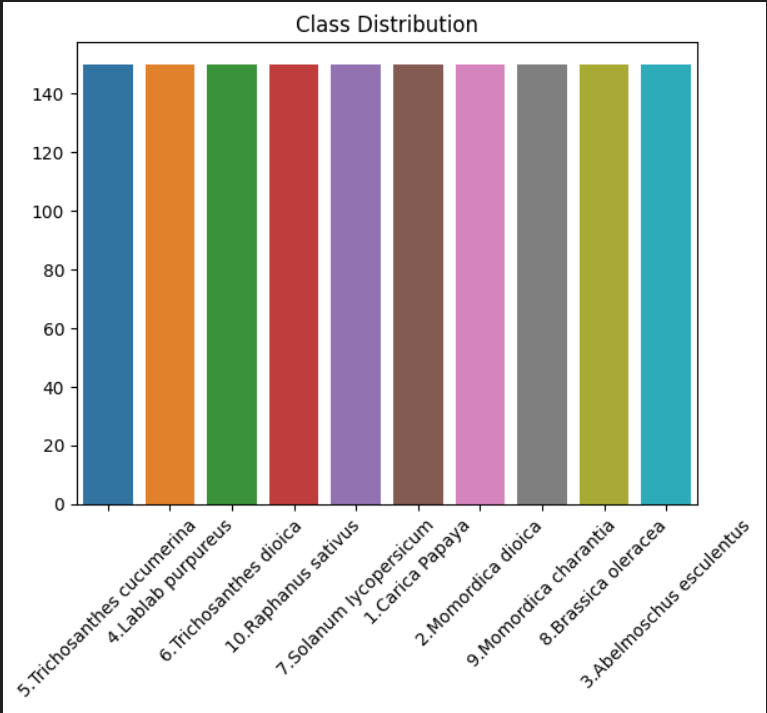 Class Distribution
140
120
100
80
60
40
20
0
5.Trichosanthes cucumerina
4.Lablab purpureus
6.Trichosanthes dioica
10.Raphanus sativus
7.Solanum lycopersicum
1.Carica Papaya
2.Momordica dioica
9.Momordica charantia
8.Brassica oleracea
3.Abelmoschus esculentus